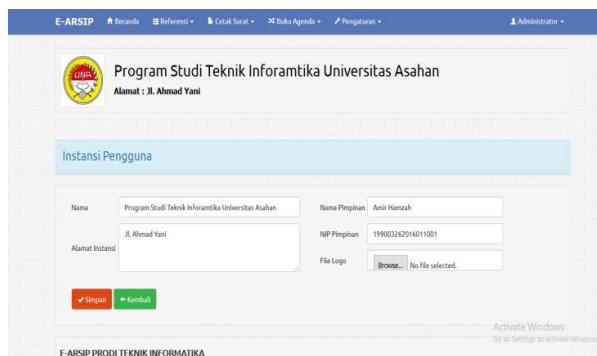 E-ARSIP Beranda Referensi Cetak Surat Buku Agenda Pengaturan Administrator
UNA
Program Studi Teknik Inforamtika Universitas Asahan
Alamat : Jl. Ahmad Yani
Instansi Pengguna
Nama Program Studi Teknik Inforamtika Universitas Asahan Nama Pimpinan Amir Hamzah
Alamat Instansi Jl. Ahmad Yani NIP Pimpinan 199003262016011001
File Logo Browse... No file selected.
Simpan Kembali
Activate Windows
Go to Settings to activate Windows
E-ARSIP PRODI TEKNIK INFORMATIKA